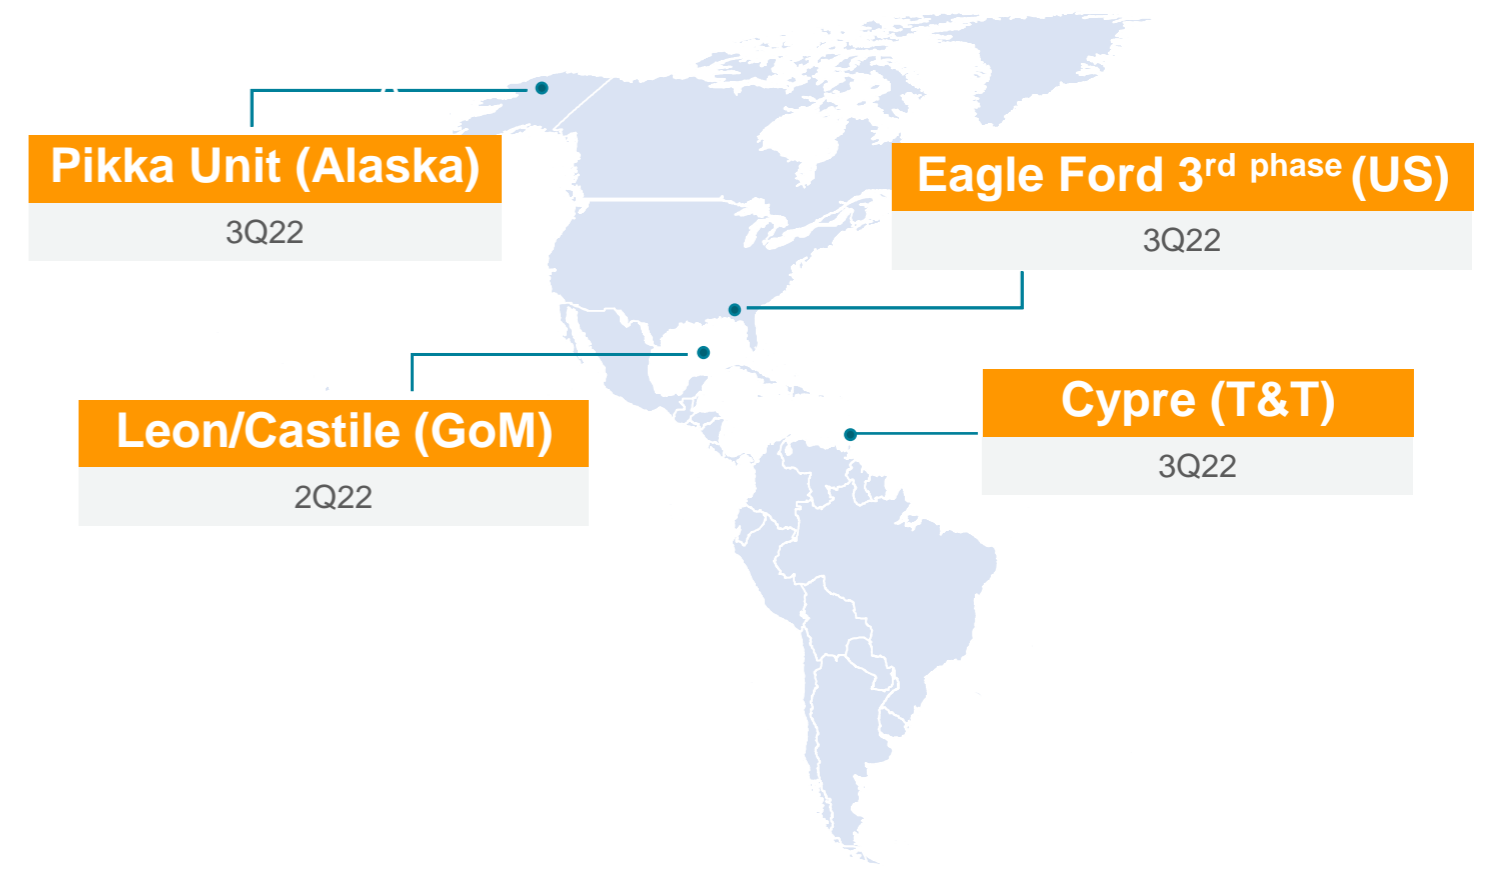 Pikka Unit (Alaska)
3Q22
Eagle Ford 3rd phase (US)
3Q22
Leon/Castile (GoM)
2Q22
Cypre (T&T)
3Q22